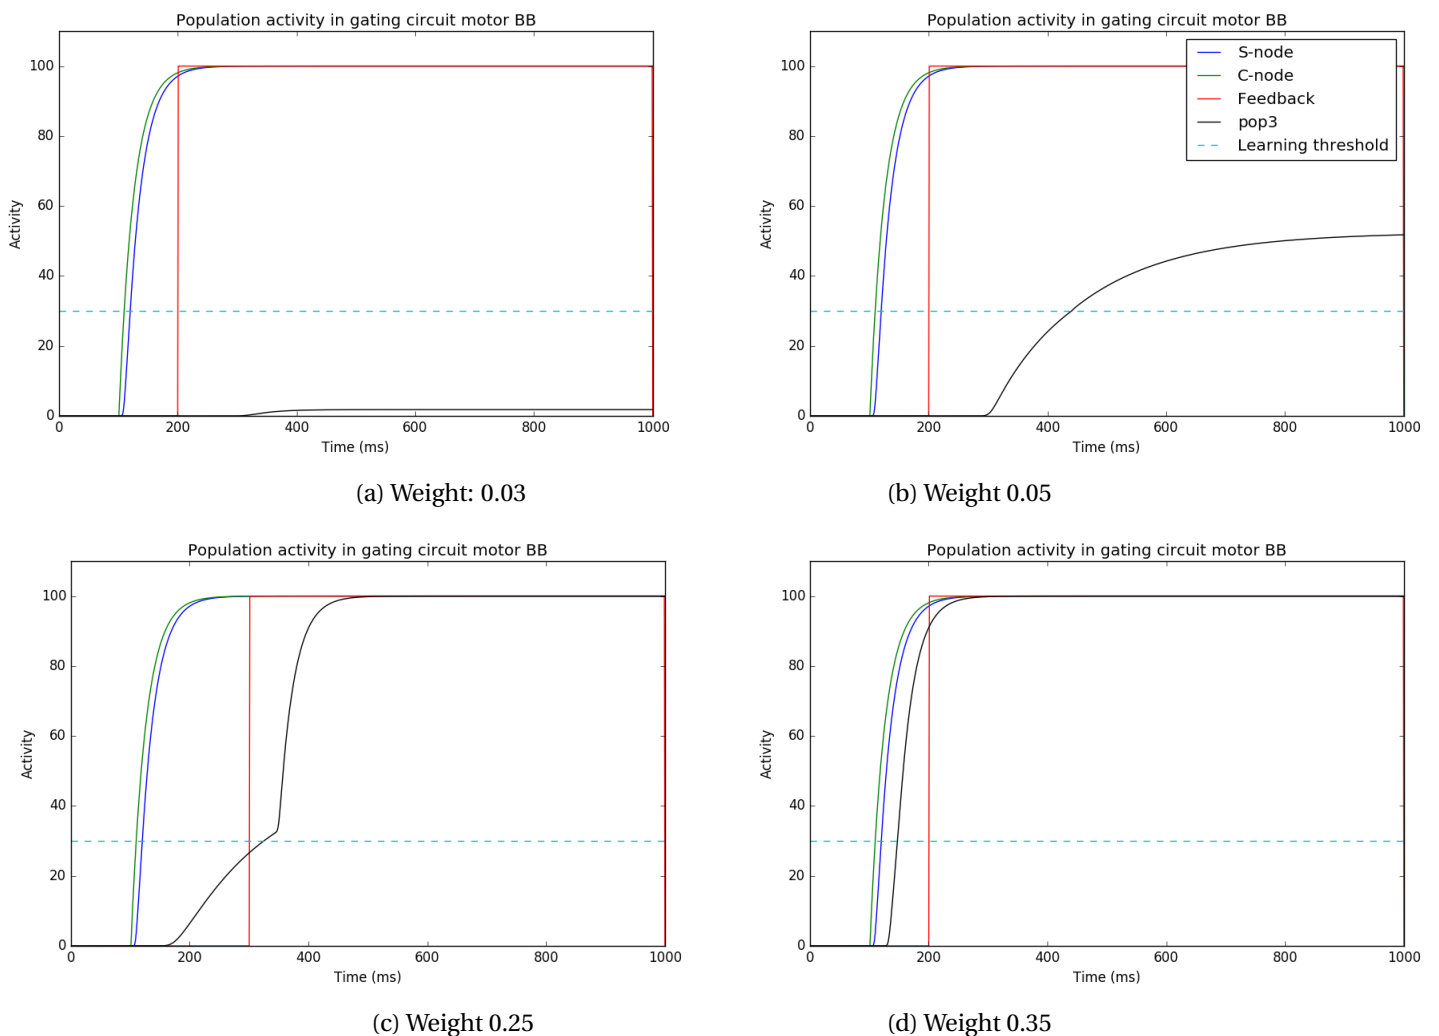 Population activity in gating circuit motor BB
100
80
60
40
20
0
Activity
0 200 400 600 800 1000
Time (ms)
(a) Weight: 0.03
Population activity in gating circuit motor BB
S-node
C-node
Feedback
pop3
Learning threshold
100
80
60
40
20
0
Activity
0 200 400 600 800 1000
Time (ms)
(b) Weight 0.05
Population activity in gating circuit motor BB
100
80
60
40
20
0
Activity
0 200 400 600 800 1000
Time (ms)
(c) Weight 0.25
Population activity in gating circuit motor BB
100
80
60
40
20
0
Activity
0 200 400 600 800 1000
Time (ms)
(d) Weight 0.35